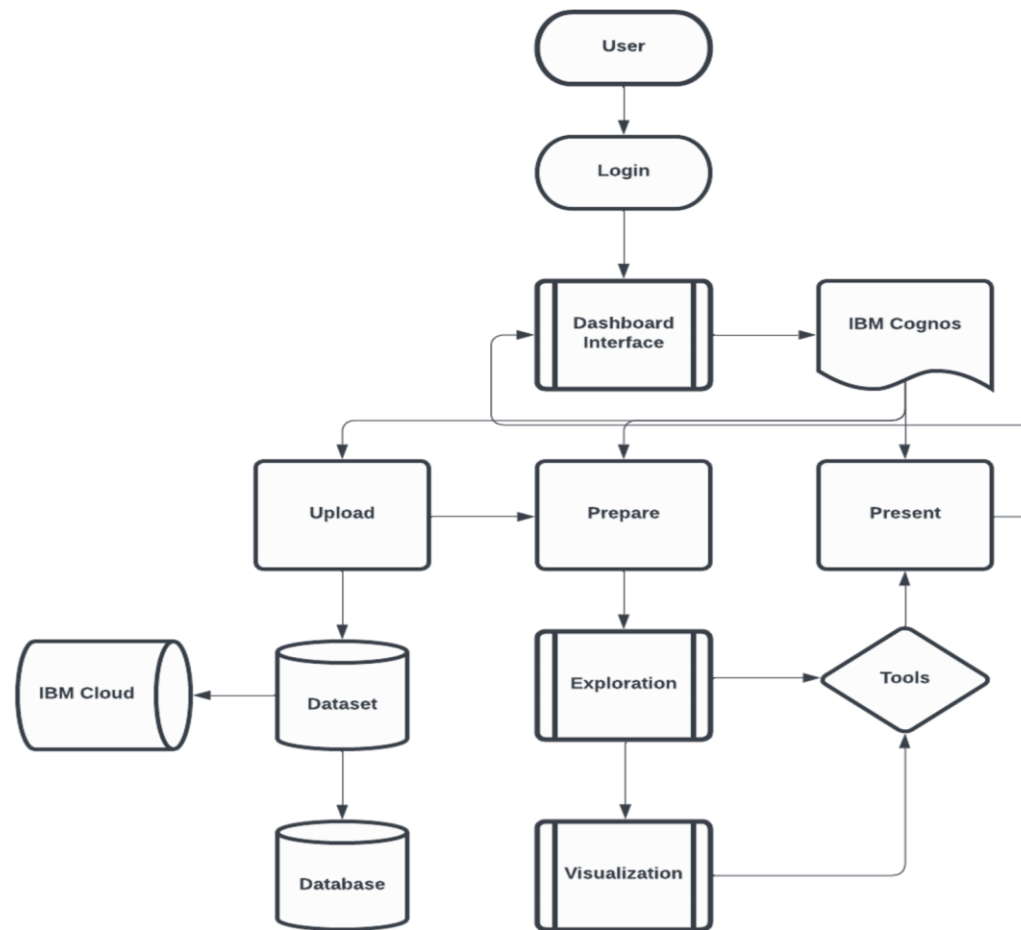 User
Login
Dashboard
Interface
IBM Cognos
Upload
Prepare
Present
IBM Cloud
Dataset
Exploration
Tools
Database
Visualization